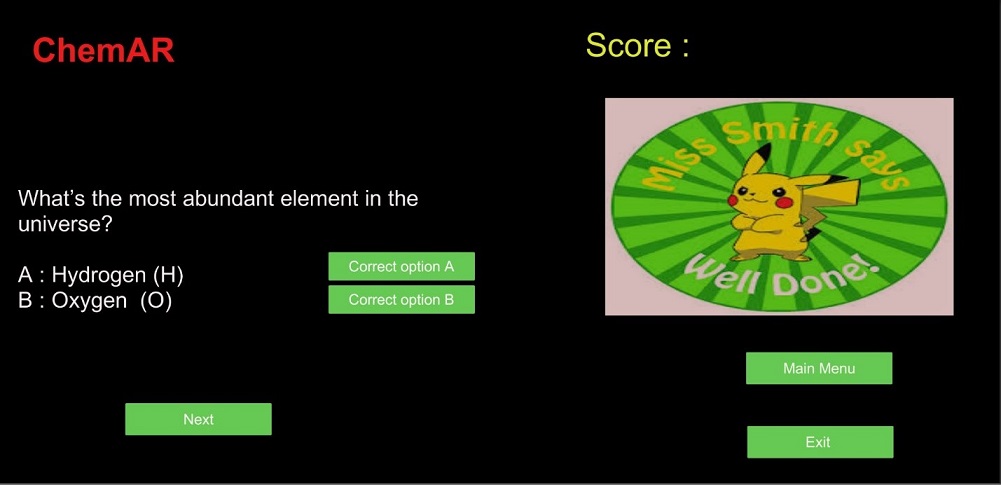 ChemAR
Score :
Miss Smith says
Well Done!
What’s the most abundant element in the
universe?
A : Hydrogen (H)
B : Oxygen  (O)
Correct option A
Correct option B
Next
Main Menu
Exit